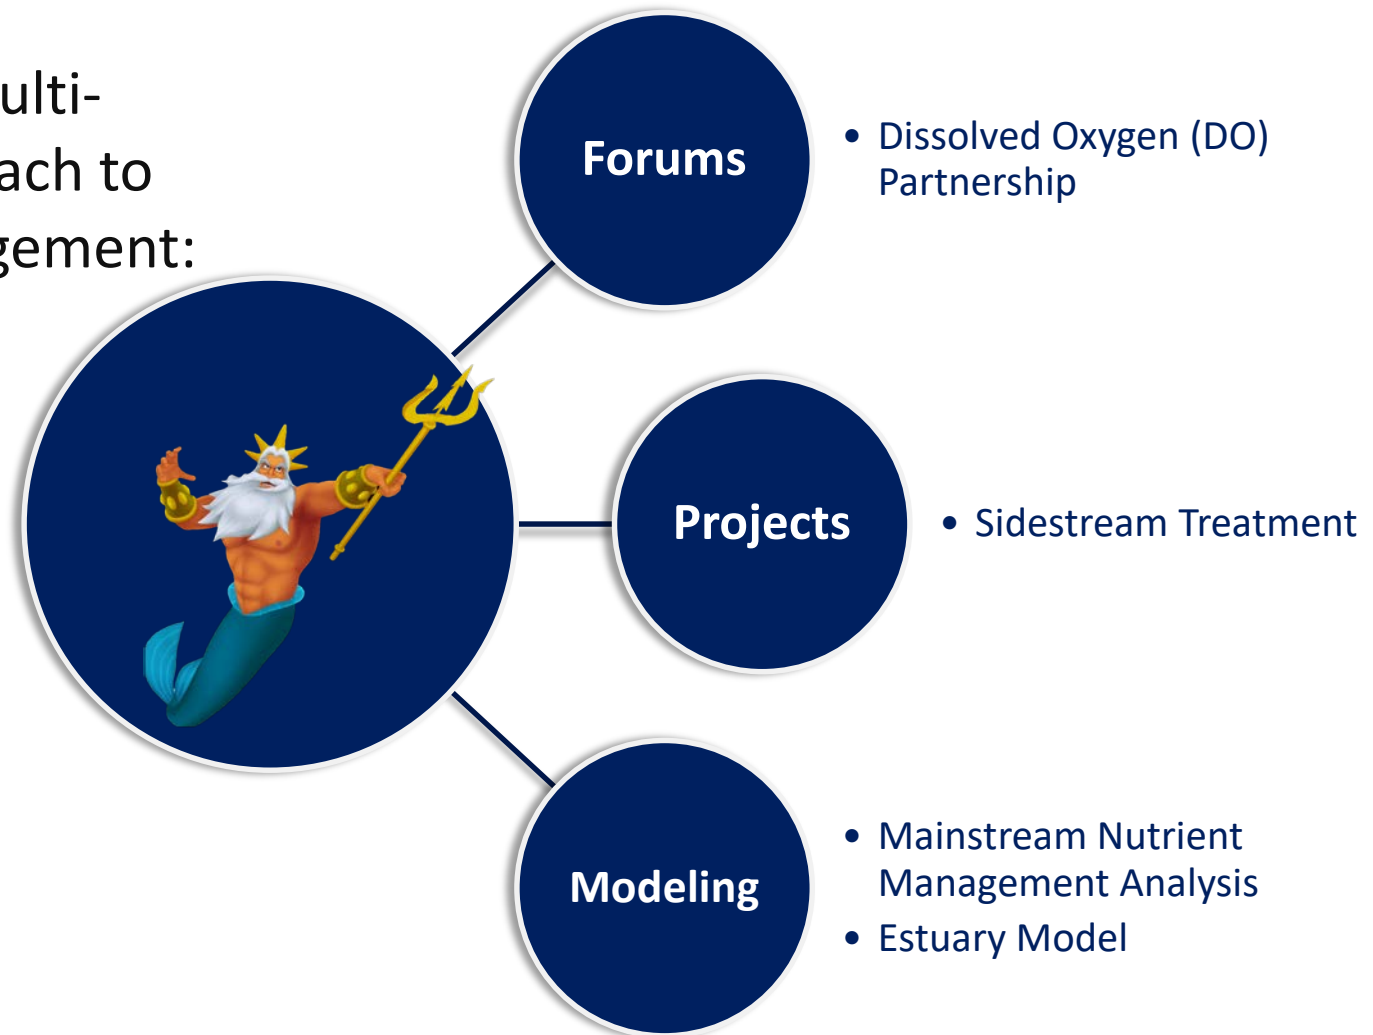 ulti-
ach to
gement:
Forums
• Dissolved Oxygen (DO)
Partnership
Projects
• Sidestream Treatment
Modeling
• Mainstream Nutrient
Management Analysis
• Estuary Model